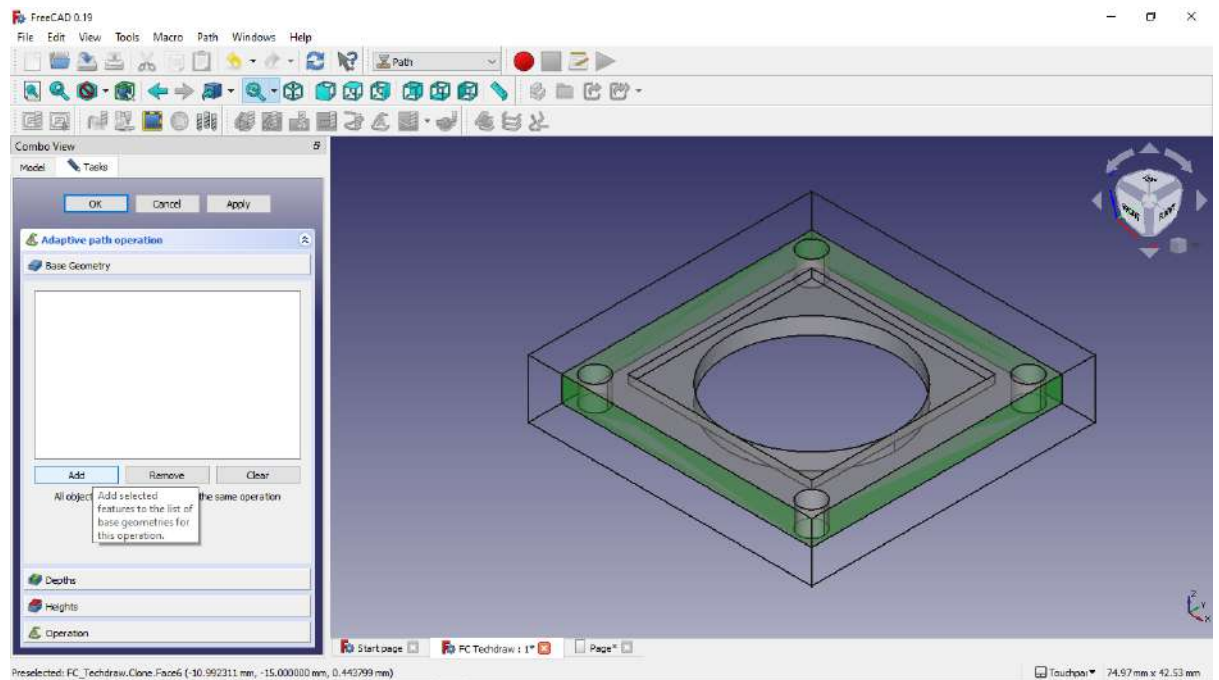 FreeCAD 0.19
File Edit View Tools Macro Path Windows Help
Path
Combo View
Model Tasks
OK Cancel Apply
Adaptive path operation
Base Geometry
Add Remove Clear
All object the same operation
Add selected
features to the list of
base geometries for
this operation.
Depths
Heights
Operation
Start page FC Techdraw : 1* Page*
Preselected: FC_Techdraw.Clone.Face6 (-10.992311 mm, -15.000000 mm, 0.443799 mm) Touchpad 74.97 mm x 42.53 mm
Z
Y
X